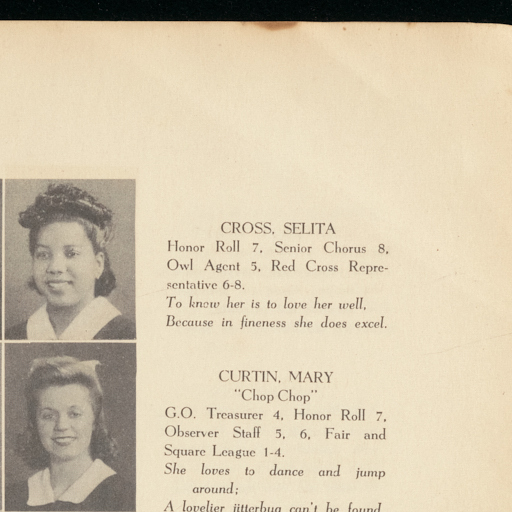 CROSS, SELITA
Honor Roll 7, Senior Chorus 8,
Owl Agent 5, Red Cross Repre-
sentative 6-8.
To know her is to love her well,
Because in fineness she does excel.
CURTIN, MARY
"Chop Chop"
G.O. Treasurer 4, Honor Roll 7,
Observer Staff 5, 6, Fair and
Square League 1-4.
She loves to dance and jump
around;
A lovelier jitterbug can't be found.